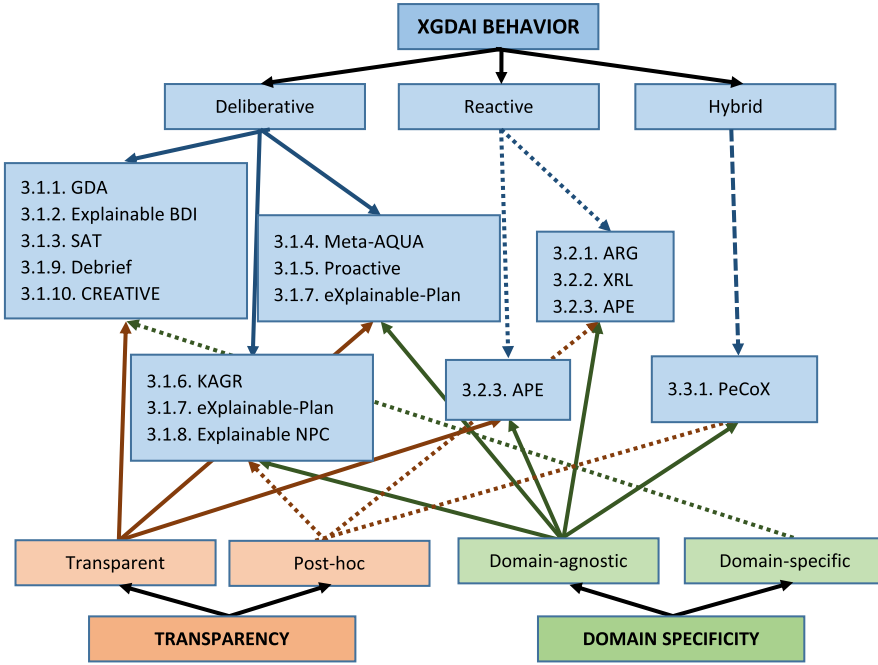 XGDAI BEHAVIOR
Deliberative
Reactive
Hybrid
3.1.1. GDA
3.1.2. Explainable BDI
3.1.3. SAT
3.1.9. Debrief
3.1.10. CREATIVE
3.1.4. Meta-AQUA
3.1.5. Proactive
3.1.7. eXplainable-Plan
3.2.1. ARG
3.2.2. XRL
3.2.3. APE
3.1.6. KAGR
3.1.7. eXplainable-Plan
3.1.8. Explainable NPC
3.2.3. APE
3.3.1. PeCoX
Transparent
Post-hoc
Domain-agnostic
Domain-specific
TRANSPARENCY
DOMAIN SPECIFICITY